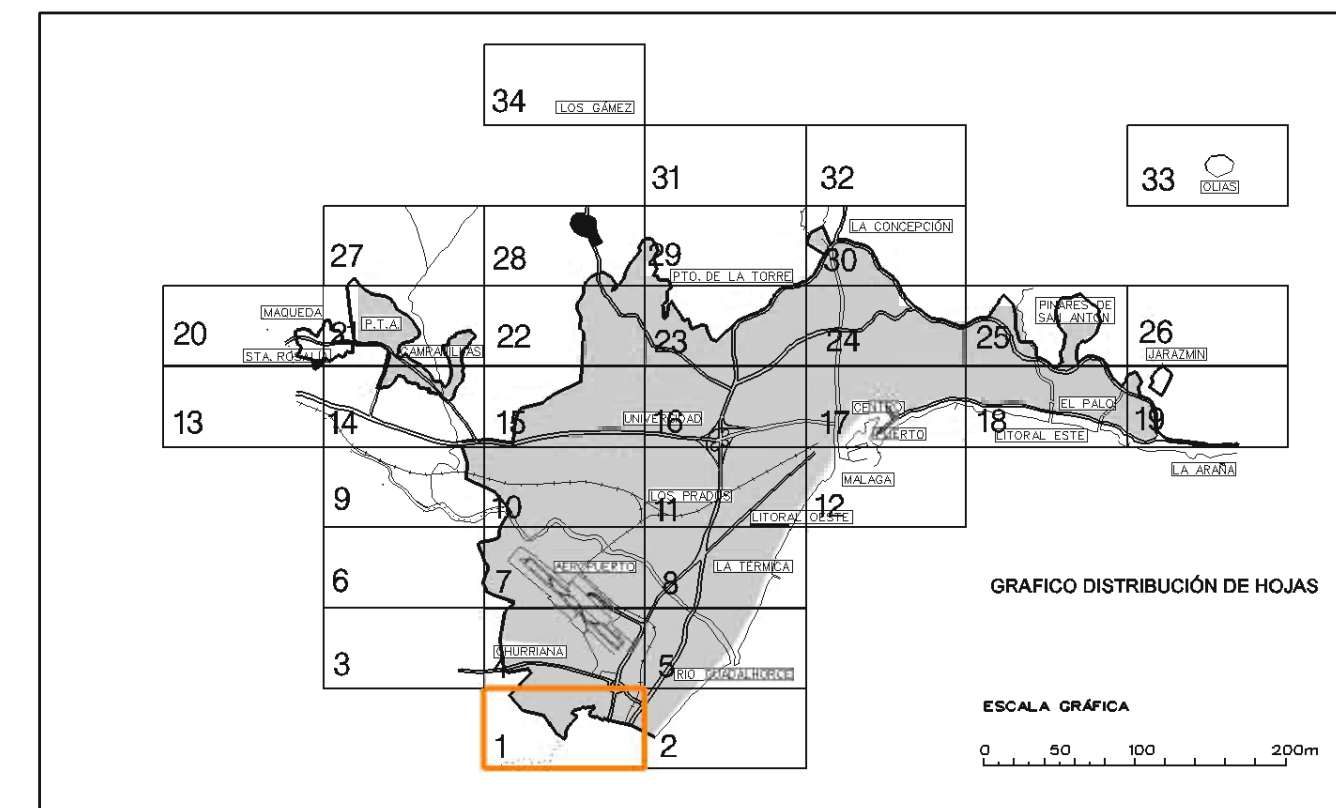 34 LOS GÁMEZ
31 32 33 OLIAS
LA CONCEPCIÓN
27 28 29 30
PTO. DE LA TORRE
MAQUEDA PINARES DE
SAN ANTÓN
20 P.T.A. 22 23 24 25 26
STA. ROSALIA CAMPANILLAS JARAZMIN
13 14 15 UNIVERSIDAD 16 17 CENTRO 18 EL PALO 19
PUERTO LITORAL ESTE
LA ARAÑA
MALAGA
9 10 LOS PRADOS 11 12
LITORAL OESTE
6 7 AEROPUERTO 8 LA TÉRMICA
GRAFICO DISTRIBUCIÓN DE HOJAS
3 CHURRIANA 5 RIO GUADALHORCE
ESCALA GRÁFICA
1 2
0 50 100 200m